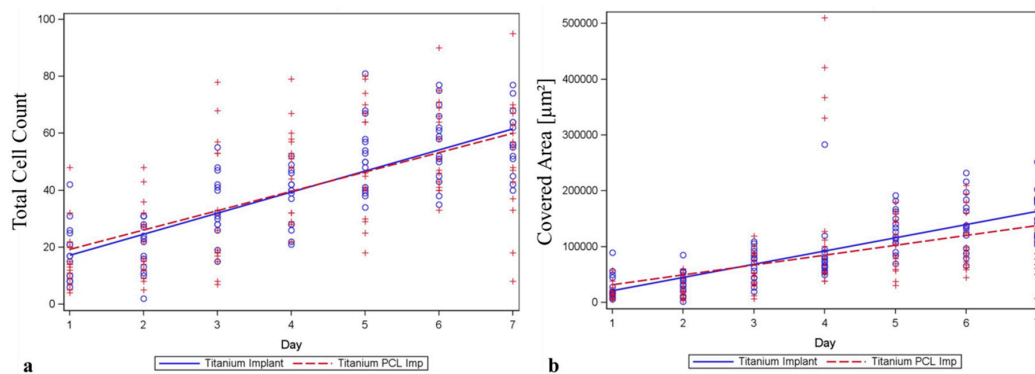 100
80
60
40
20
0
Total Cell Count
1 2 3 4 5 6 7
Day
Titanium Implant Titanium PCL Imp
a
500000
400000
300000
200000
100000
0
Covered Area [µm²]
1 2 3 4 5 6
Day
Titanium Implant Titanium PCL Imp
b